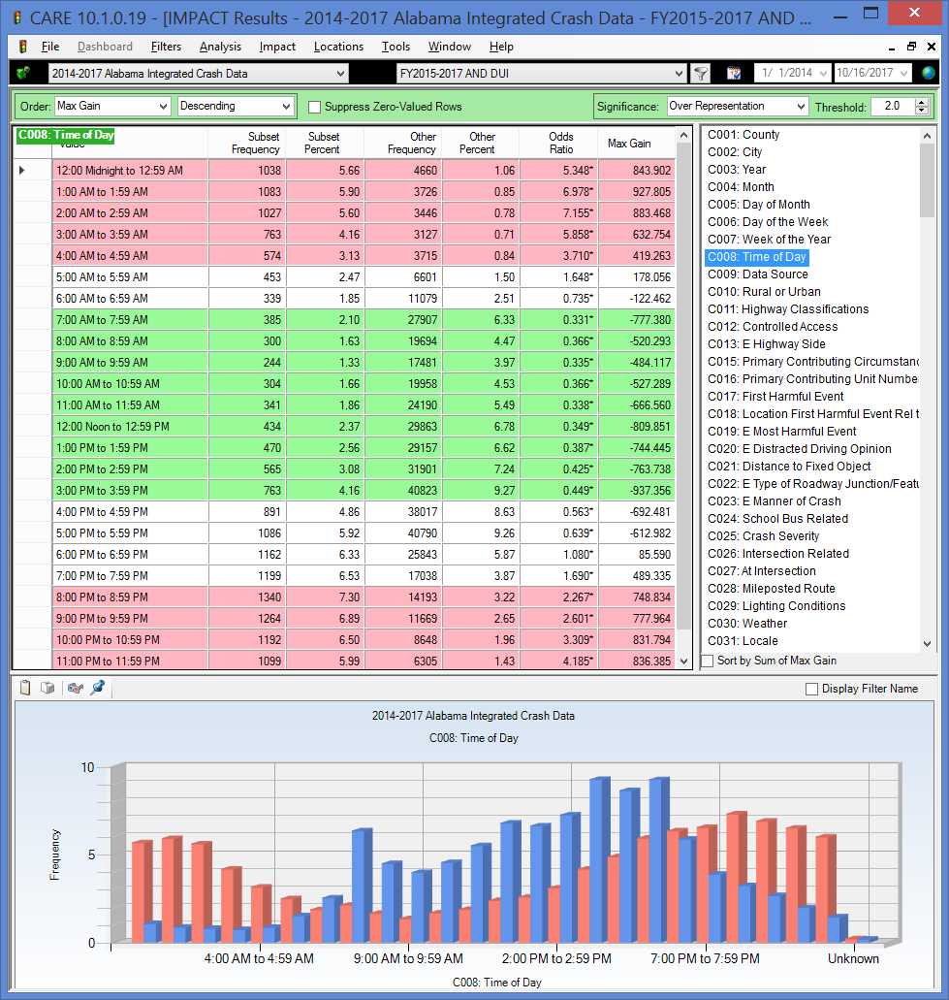 CARE 10.1.0.19 - [IMPACT Results - 2014-2017 Alabama Integrated Crash Data - FY2015-2017 AND ...
File Dashboard Filters Analysis Impact Locations Tools Window Help
2014-2017 Alabama Integrated Crash Data FY2015-2017 AND DUI 1/ 1/2014 10/16/2017
Order: Max Gain Descending Suppress Zero-Valued Rows Significance: Over Representation Threshold: 2.0
C008: Time of Day
Value Subset Frequency Subset Percent Other Frequency Other Percent Odds Ratio Max Gain
12:00 Midnight to 12:59 AM 1038 5.66 4660 1.06 5.348* 843.902
1:00 AM to 1:59 AM 1083 5.90 3726 0.85 6.978* 927.805
2:00 AM to 2:59 AM 1027 5.60 3446 0.78 7.155* 883.468
3:00 AM to 3:59 AM 763 4.16 3127 0.71 5.858* 632.754
4:00 AM to 4:59 AM 574 3.13 3715 0.84 3.710* 419.263
5:00 AM to 5:59 AM 453 2.47 6601 1.50 1.648* 178.056
6:00 AM to 6:59 AM 339 1.85 11079 2.51 0.735* -122.462
7:00 AM to 7:59 AM 385 2.10 27907 6.33 0.331* -777.380
8:00 AM to 8:59 AM 300 1.63 19694 4.47 0.366* -520.293
9:00 AM to 9:59 AM 244 1.33 17481 3.97 0.335* -484.117
10:00 AM to 10:59 AM 304 1.66 19958 4.53 0.366* -527.289
11:00 AM to 11:59 AM 341 1.86 24190 5.49 0.338* -666.560
12:00 Noon to 12:59 PM 434 2.37 29863 6.78 0.349* -809.851
1:00 PM to 1:59 PM 470 2.56 29157 6.62 0.387* -744.445
2:00 PM to 2:59 PM 565 3.08 31901 7.24 0.425* -763.738
3:00 PM to 3:59 PM 763 4.16 40823 9.27 0.449* -937.356
4:00 PM to 4:59 PM 891 4.86 38017 8.63 0.563* -692.481
5:00 PM to 5:59 PM 1086 5.92 40790 9.26 0.639* -612.982
6:00 PM to 6:59 PM 1162 6.33 25843 5.87 1.080* 85.590
7:00 PM to 7:59 PM 1199 6.53 17038 3.87 1.690* 489.335
8:00 PM to 8:59 PM 1340 7.30 14193 3.22 2.267* 748.834
9:00 PM to 9:59 PM 1264 6.89 11669 2.65 2.601* 777.964
10:00 PM to 10:59 PM 1192 6.50 8648 1.96 3.309* 831.794
11:00 PM to 11:59 PM 1099 5.99 6305 1.43 4.185* 836.385
C001: County
C002: City
C003: Year
C004: Month
C005: Day of Month
C006: Day of the Week
C007: Week of the Year
C008: Time of Day
C009: Data Source
C010: Rural or Urban
C011: Highway Classifications
C012: Controlled Access
C013: E Highway Side
C015: Primary Contributing Circumstanc
C016: Primary Contributing Unit Number
C017: First Harmful Event
C018: Location First Harmful Event Rel t
C019: E Most Harmful Event
C020: E Distracted Driving Opinion
C021: Distance to Fixed Object
C022: E Type of Roadway Junction/Featu
C023: E Manner of Crash
C024: School Bus Related
C025: Crash Severity
C026: Intersection Related
C027: At Intersection
C028: Mileposted Route
C029: Lighting Conditions
C030: Weather
C031: Locale
Sort by Sum of Max Gain
Display Filter Name
2014-2017 Alabama Integrated Crash Data
C008: Time of Day
Frequency
10
5
0
4:00 AM to 4:59 AM 9:00 AM to 9:59 AM 2:00 PM to 2:59 PM 7:00 PM to 7:59 PM Unknown
C008: Time of Day